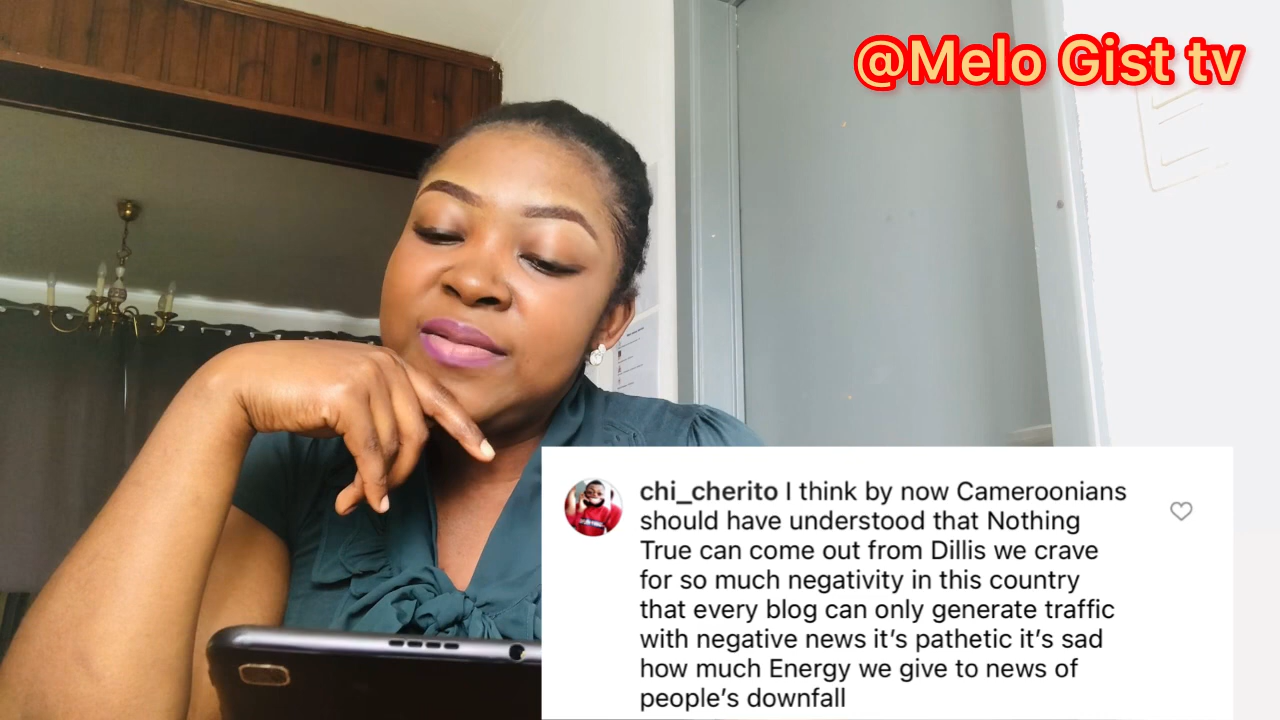 @Melo Gist tv
chi_cherito I think by now Cameroonians
should have understood that Nothing
True can come out from Dillis we crave
for so much negativity in this country
that every blog can only generate traffic
with negative news it’s pathetic it’s sad
how much Energy we give to news of
people’s downfall